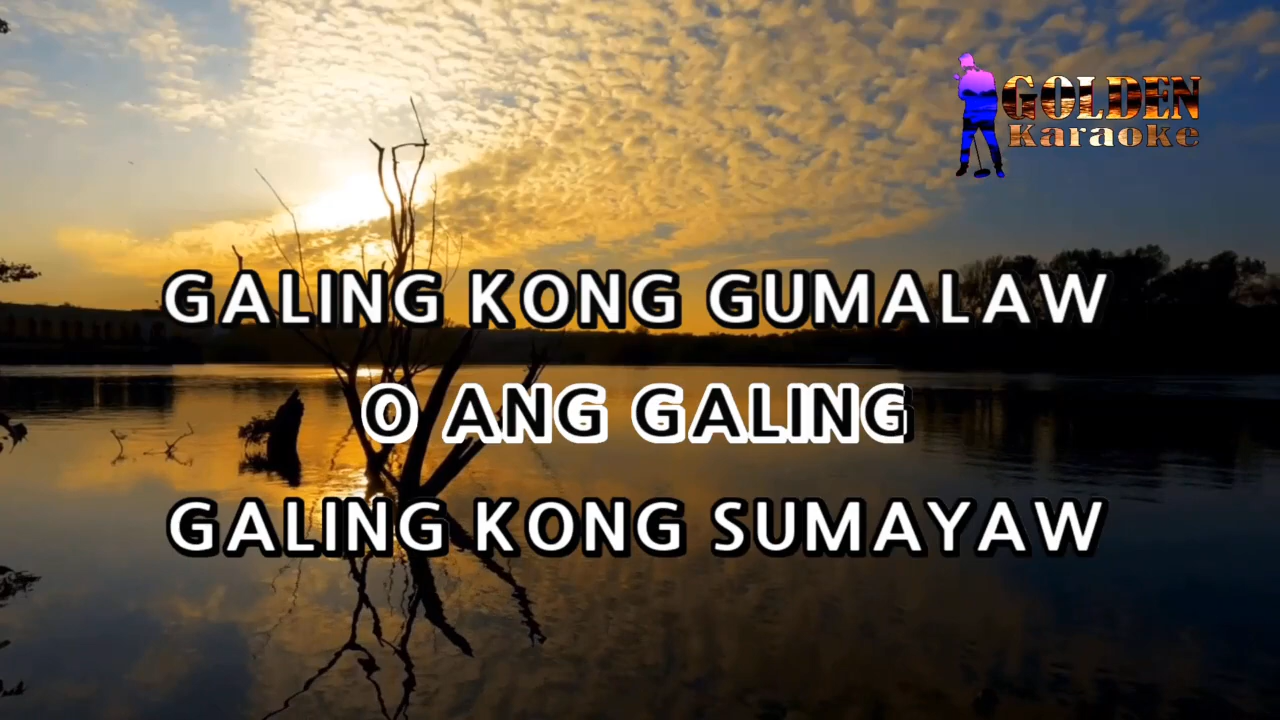 GOLDEN
Karaoke
GALING KONG GUMALAW
O ANG GALING
GALING KONG SUMAYAW